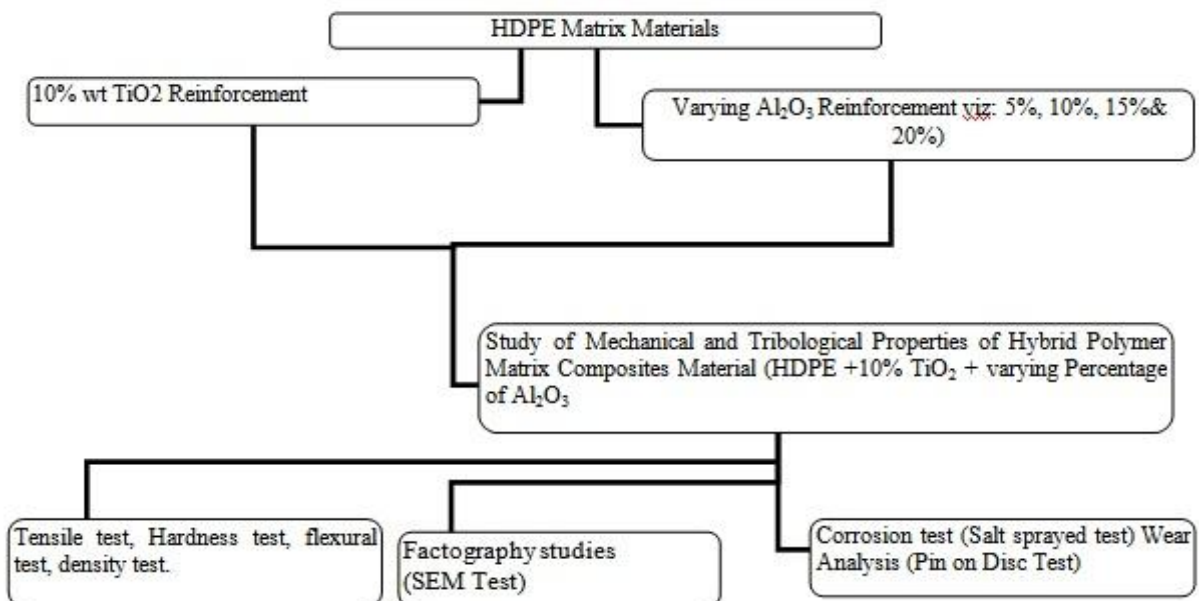 HDPE Matrix Materials
10% wt TiO2 Reinforcement
Varying Al₂O₃ Reinforcement viz: 5%, 10%, 15%&
20%)
Study of Mechanical and Tribological Properties of Hybrid Polymer
Matrix Composites Material (HDPE +10% TiO₂ + varying Percentage
of Al₂O₃
Tensile test, Hardness test, flexural
test, density test.
Factography studies
(SEM Test)
Corrosion test (Salt sprayed test) Wear
Analysis (Pin on Disc Test)